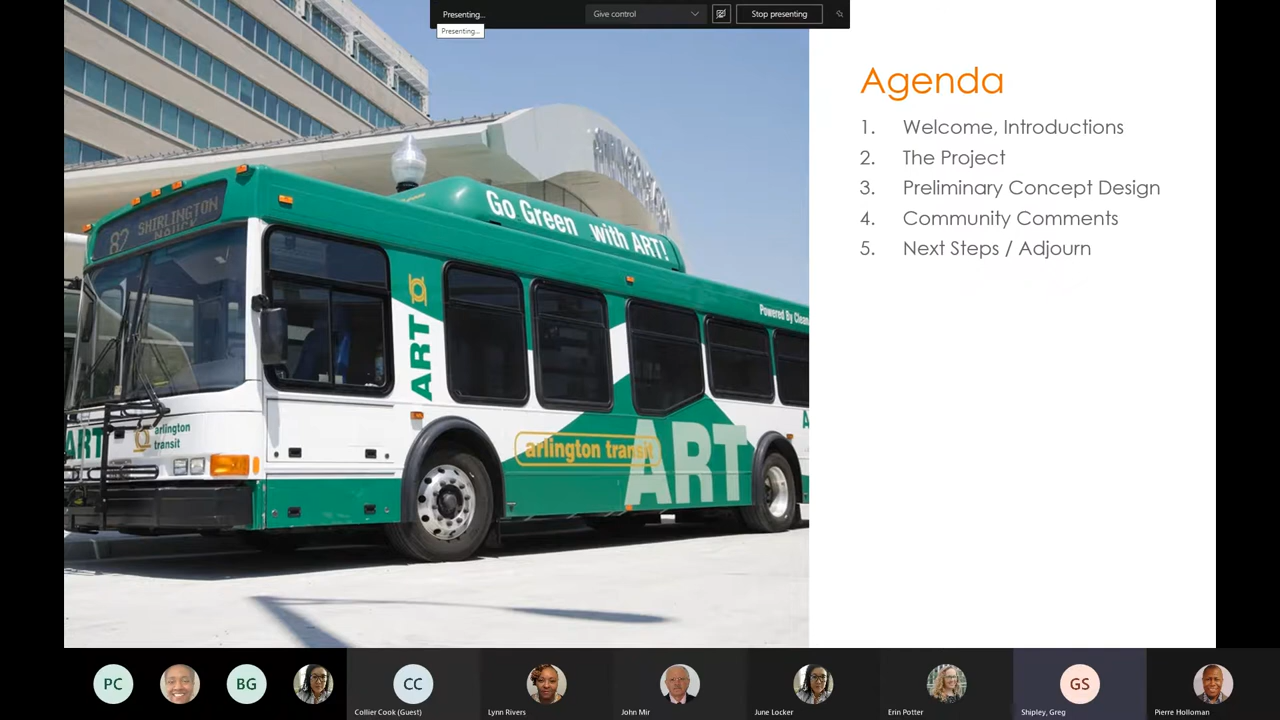 Presenting...
Give control
Stop presenting
Presenting...
Agenda
1. Welcome, Introductions
2. The Project
3. Preliminary Concept Design
4. Community Comments
5. Next Steps / Adjourn
82 SHIRLINGTON
Go Green with ART!
Powered By Clean
ART
ART
arlington
transit
arlington transit
ART
PC
BG
CC
GS
Collier Cook (Guest)
Lynn Rivers
John Mir
June Locker
Erin Potter
Shipley, Greg
Pierre Holloman